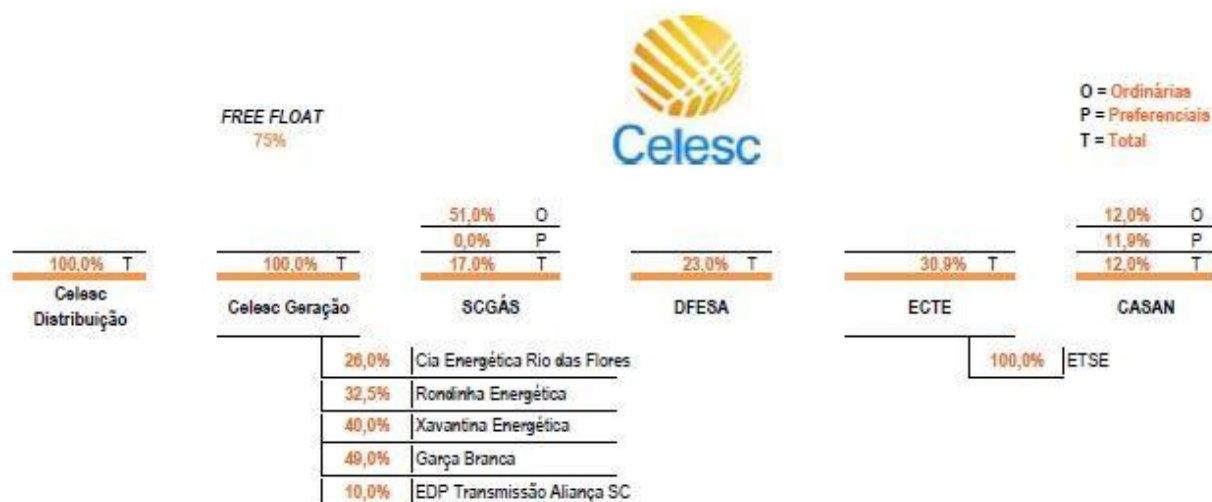 Celesc
FREE FLOAT
75%
O = Ordinárias
P = Preferenciais
T = Total
100,0% T
Celesc
Distribuição
100,0% T
Celesc Geração
51,0% O
0,0% P
17,0% T
SCGÁS
23,0% T
DFESA
30,9% T
ECTE
12,0% O
11,9% P
12,0% T
CASAN
26,0% Cia Energética Rio das Flores
32,5% Rondinha Energética
40,0% Xavantina Energética
49,0% Garça Branca
10,0% EDP Transmissão Aliança SC
100,0% ETSE